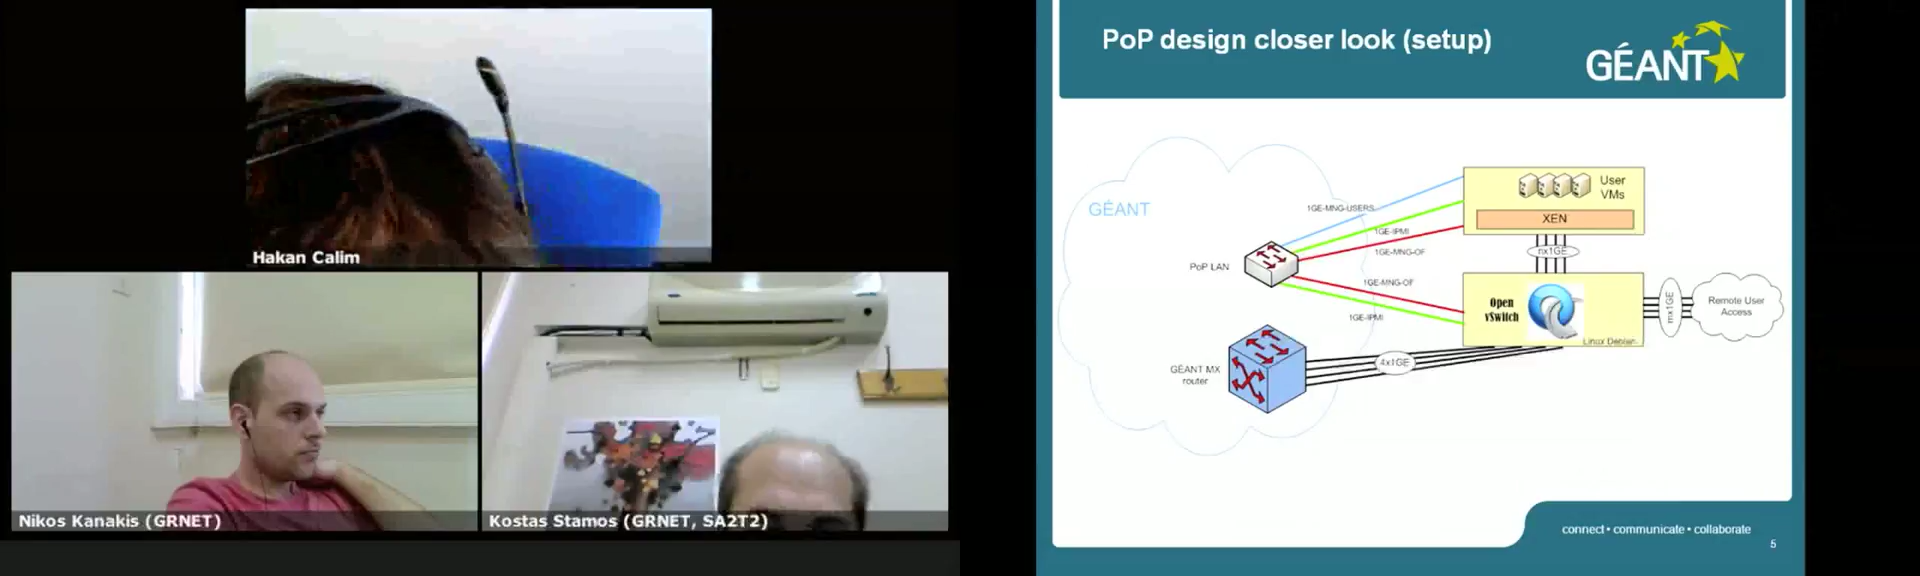 Hakan Calim
Nikos Kanakis (GRNET)
Kostas Stamos (GRNET, SA2T2)
PoP design closer look (setup)
GÉANT
GÉANT
1GE-MNG-USERS
1GE-IPMI
1GE-MNG-OF
PoP LAN
1GE-MNG-OF
1GE-IPMI
GÉANT MX
router
4x1GE
User
VMs
XEN
nx1GE
Open
vSwitch
Linux Debian
mx1GE
Remote User
Access
connect • communicate • collaborate
5